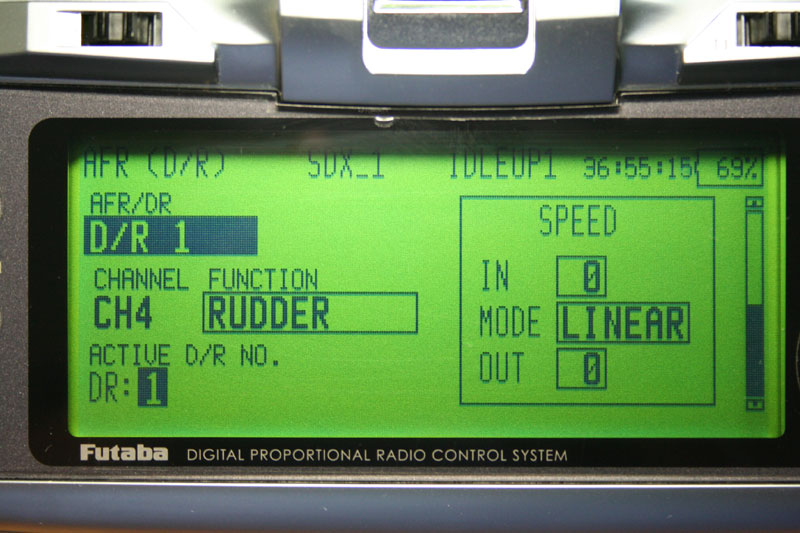 AFR (D/R) SDX_1 IDLEUP1 36:55:15 69%
AFR/DR
D/R 1
CHANNEL FUNCTION
CH4 RUDDER
ACTIVE D/R NO.
DR:1
SPEED
IN 0
MODE LINEAR
OUT 0
Futaba DIGITAL PROPORTIONAL RADIO CONTROL SYSTEM